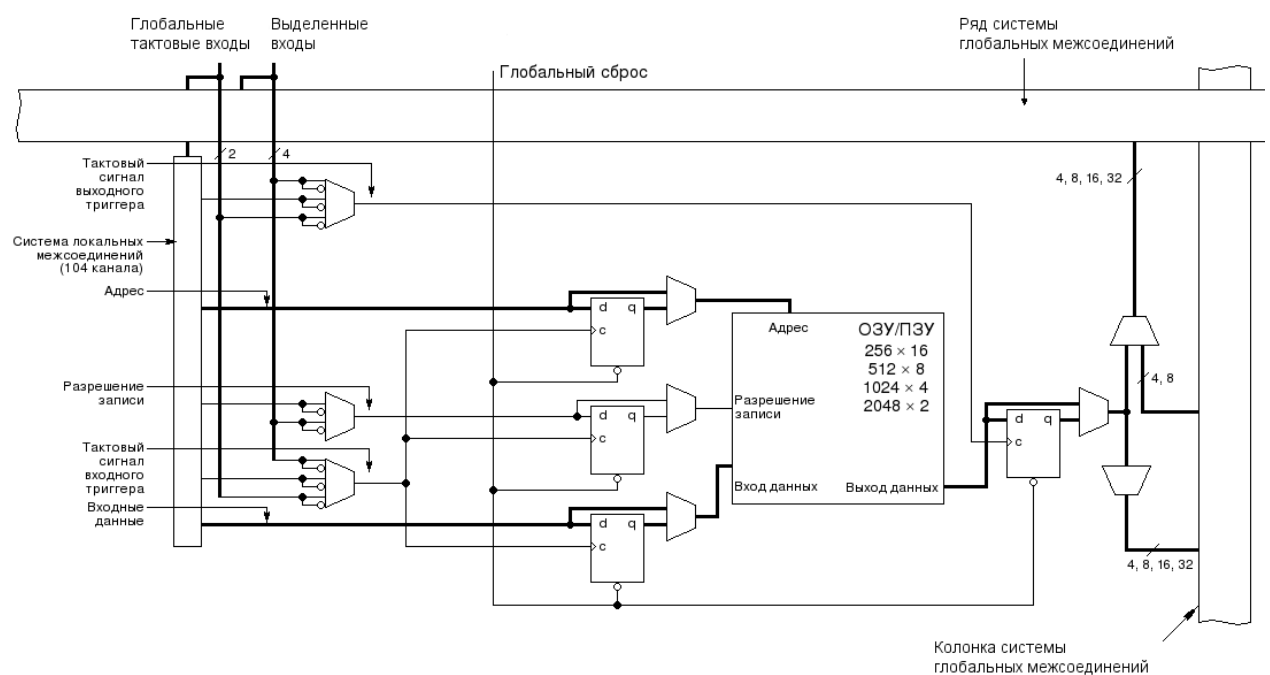 Глобальные
тактовые входы
Выделенные
входы
Ряд системы
глобальных межсоединений
Глобальный сброс
2
4
Тактовый
сигнал
выходного
триггера
4, 8, 16, 32
Система локальных
межсоединений
(104 канала)
Адрес
d q
c
Адрес
ОЗУ/ПЗУ
256 × 16
512 × 8
1024 × 4
2048 × 2
Разрешение
записи
4, 8
Разрешение
записи
d q
c
d q
c
Тактовый
сигнал
входного
триггера
Вход данных
Выход данных
Входные
данные
d q
c
4, 8, 16, 32
Колонка системы
глобальных межсоединений